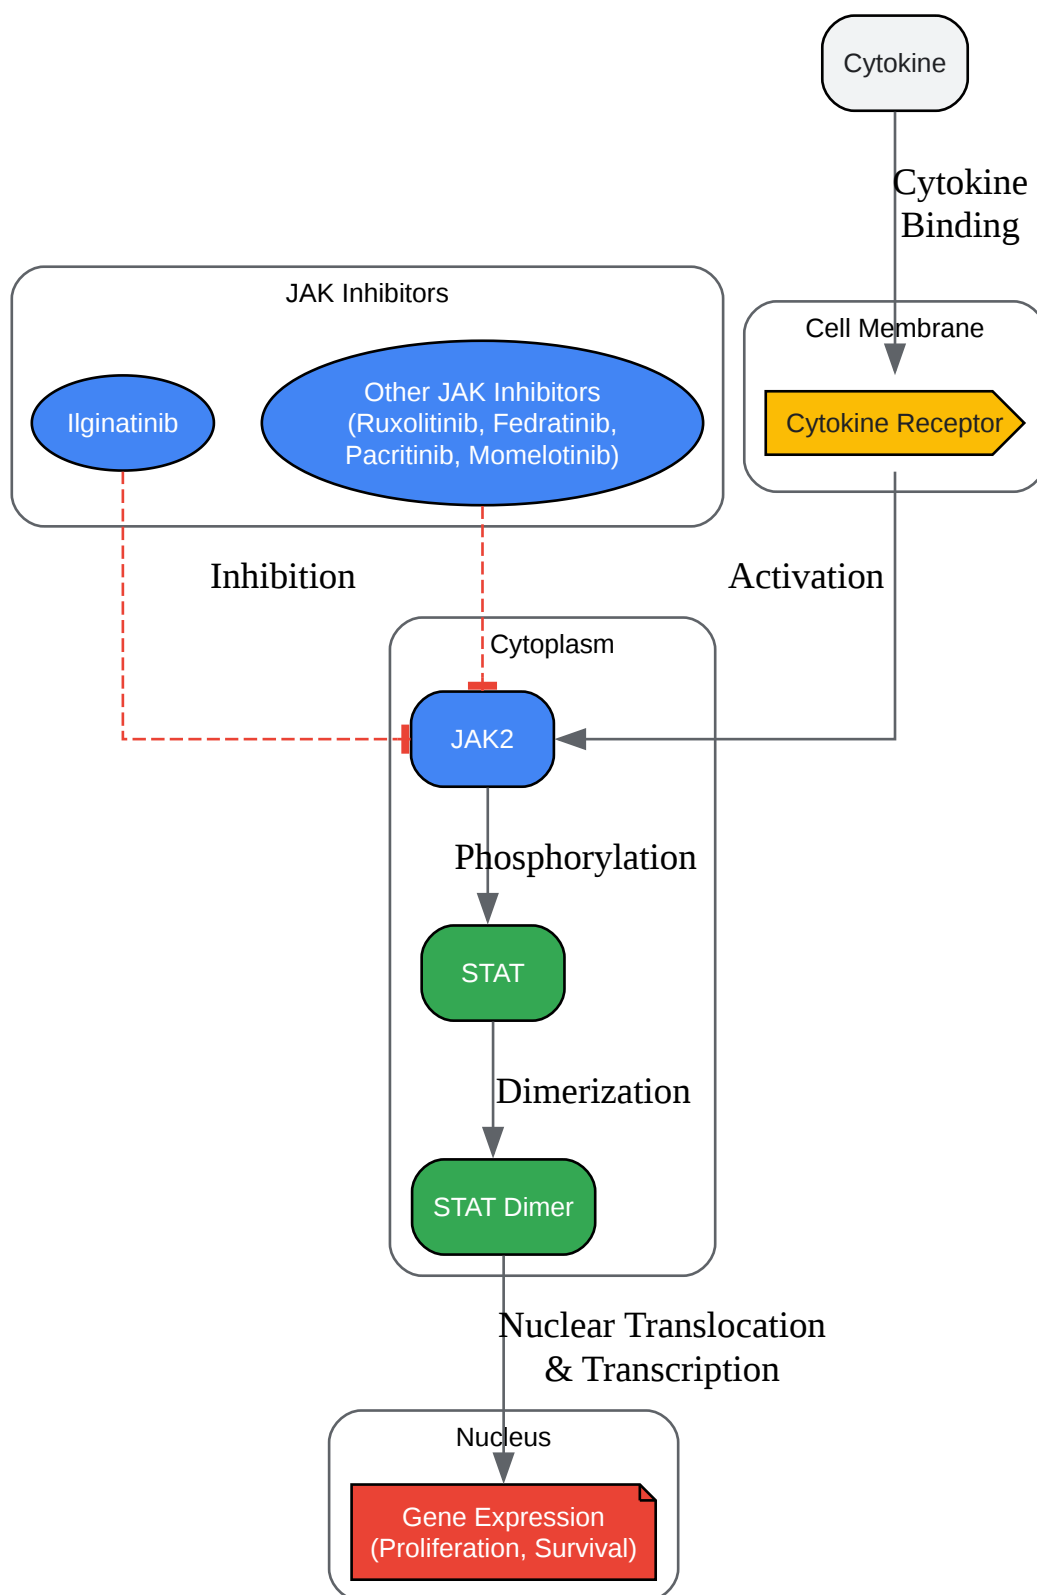 Cytokine
Cytokine
Binding
JAK Inhibitors
Cell Membrane
Ilginatinib
Other JAK Inhibitors
(Ruxolitinib, Fedratinib,
Pacritinib, Momelotinib)
Cytokine Receptor
Inhibition
Activation
Cytoplasm
JAK2
Phosphorylation
STAT
Dimerization
STAT Dimer
Nuclear Translocation
& Transcription
Nucleus
Gene Expression
(Proliferation, Survival)